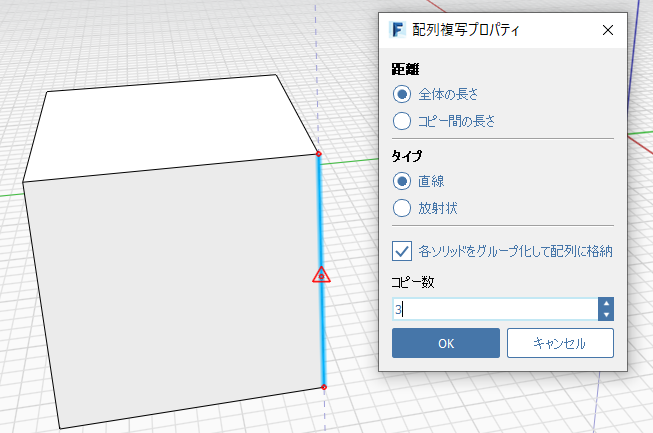 配列複写プロパティ
距離
全体の長さ
コピー間の長さ
タイプ
直線
放射状
各ソリッドをグループ化して配列に格納
コピー数
3
OK
キャンセル